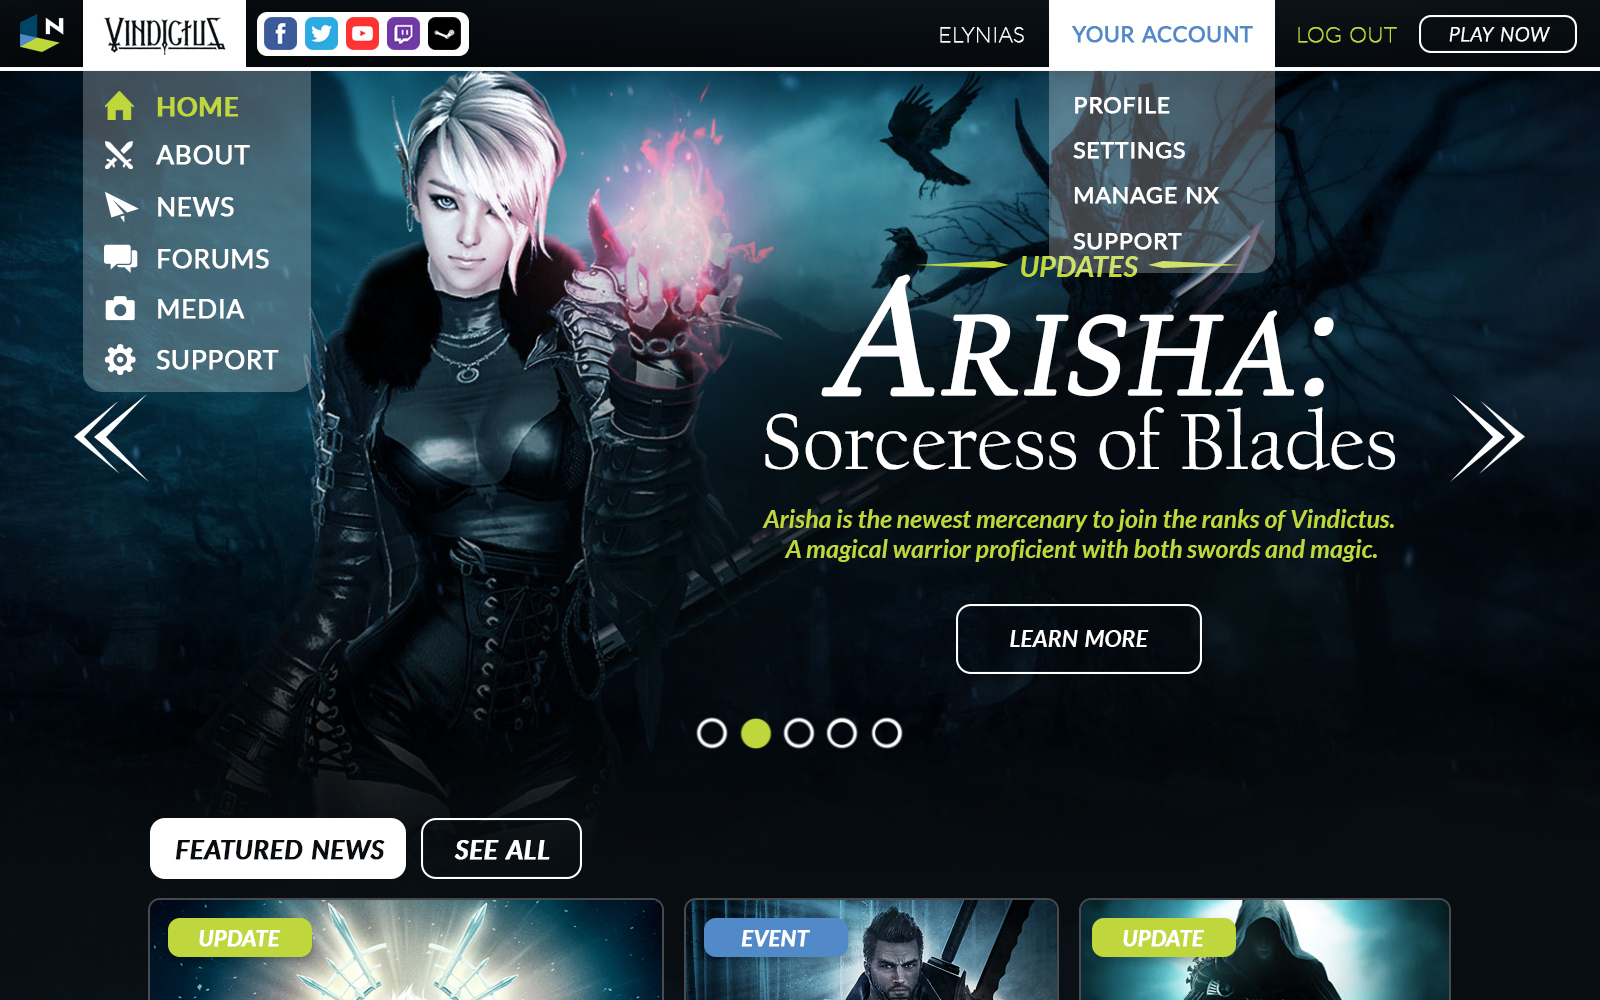 N
VINDICTUS
ELYNIAS
YOUR ACCOUNT
LOG OUT
PLAY NOW
HOME
ABOUT
NEWS
FORUMS
MEDIA
SUPPORT
PROFILE
SETTINGS
MANAGE NX
SUPPORT
UPDATES
ARISHA:
Sorceress of Blades
Arisha is the newest mercenary to join the ranks of Vindictus.
A magical warrior proficient with both swords and magic.
LEARN MORE
FEATURED NEWS
SEE ALL
UPDATE
EVENT
UPDATE